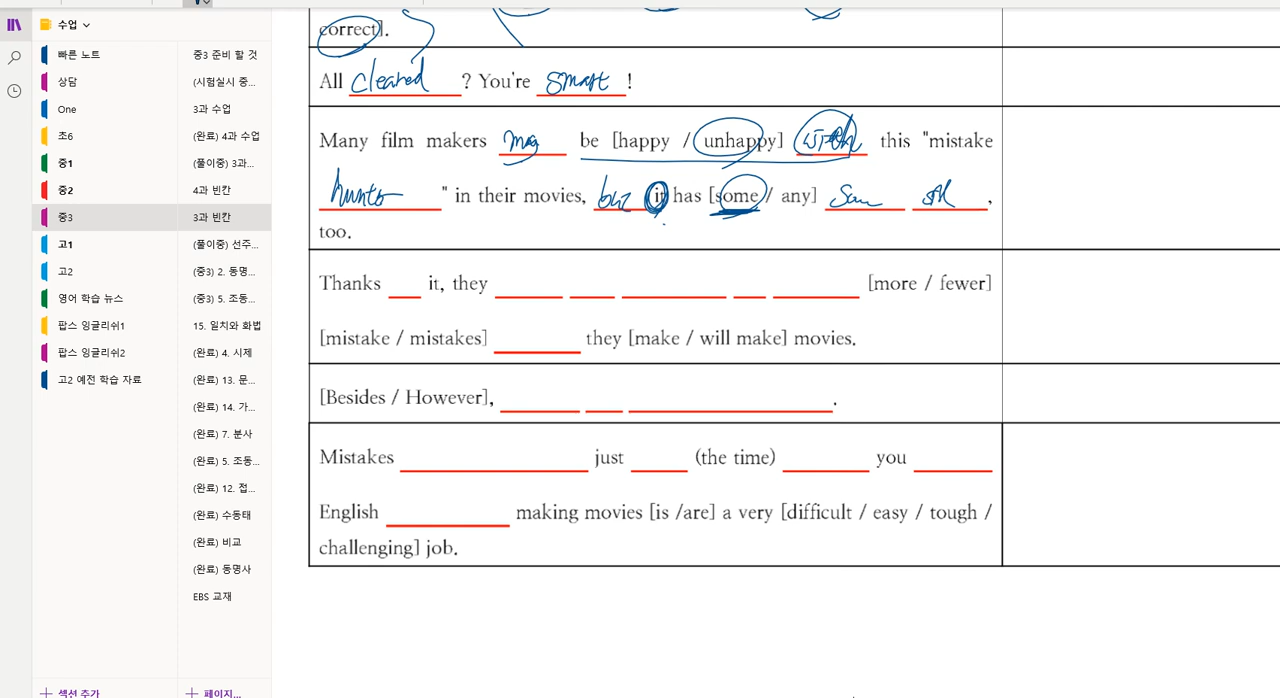 수업
빠른 노트
상담
One
초6
중1
중2
중3
고1
고2
영어 학습 뉴스
팝스 잉글리쉬1
팝스 잉글리쉬2
고2 예전 학습 자료
섹션 추가
중3 준비 할 것
(시험실시 중...
3과 수업
(완료) 4과 수업
(풀이중) 3과...
4과 빈칸
3과 빈칸
(풀이중) 선주...
(중3) 2. 동명...
(중3) 5. 조동...
15. 일치와 화법
(완료) 4. 시제
(완료) 13. 문...
(완료) 14. 가...
(완료) 7. 분사
(완료) 5. 조동...
(완료) 12. 접...
(완료) 수동태
(완료) 비교
(완료) 동명사
EBS 교재
페이지...
correct].
All cleared ? You're smart !
Many film makers be [happy / unhappy] with this "mistake
hunter " in their movies, but it has [some / any]
too.
Thanks it, they [more / fewer]
[mistake / mistakes] they [make / will make] movies.
[Besides / However], .
Mistakes just (the time) you
English making movies [is /are] a very [difficult / easy / tough /
challenging] job.